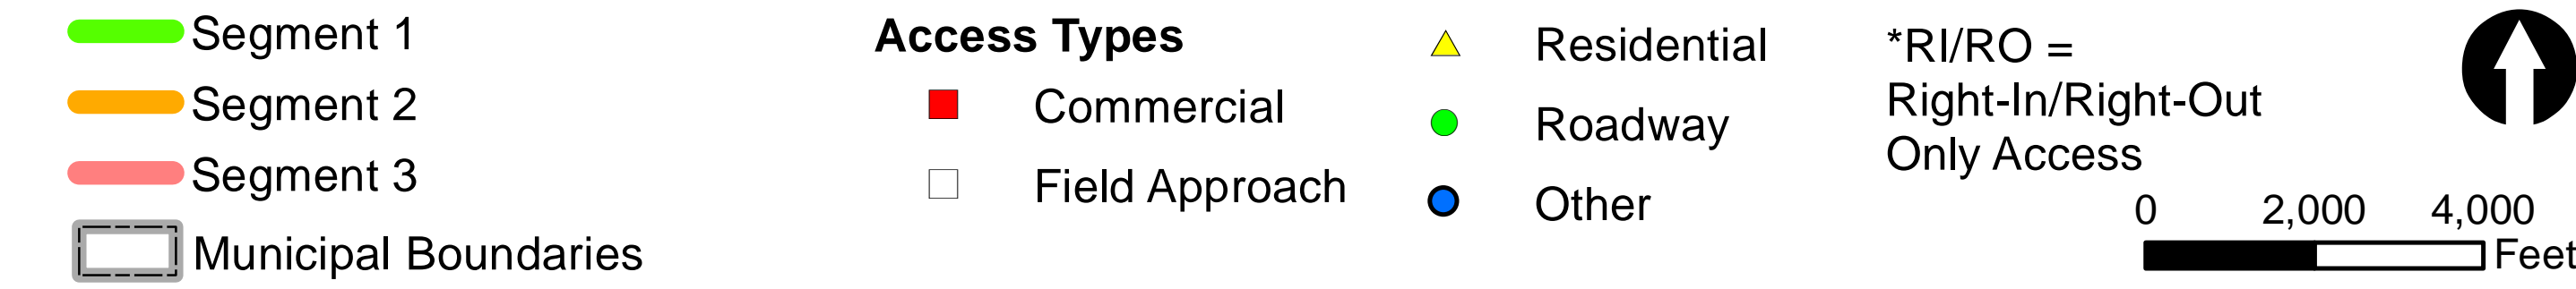 Segment 1
Segment 2
Segment 3
Municipal Boundaries
Access Types
Commercial
Field Approach
Residential
Roadway
Other
*RI/RO =
Right-In/Right-Out
Only Access
0 2,000 4,000
Feet